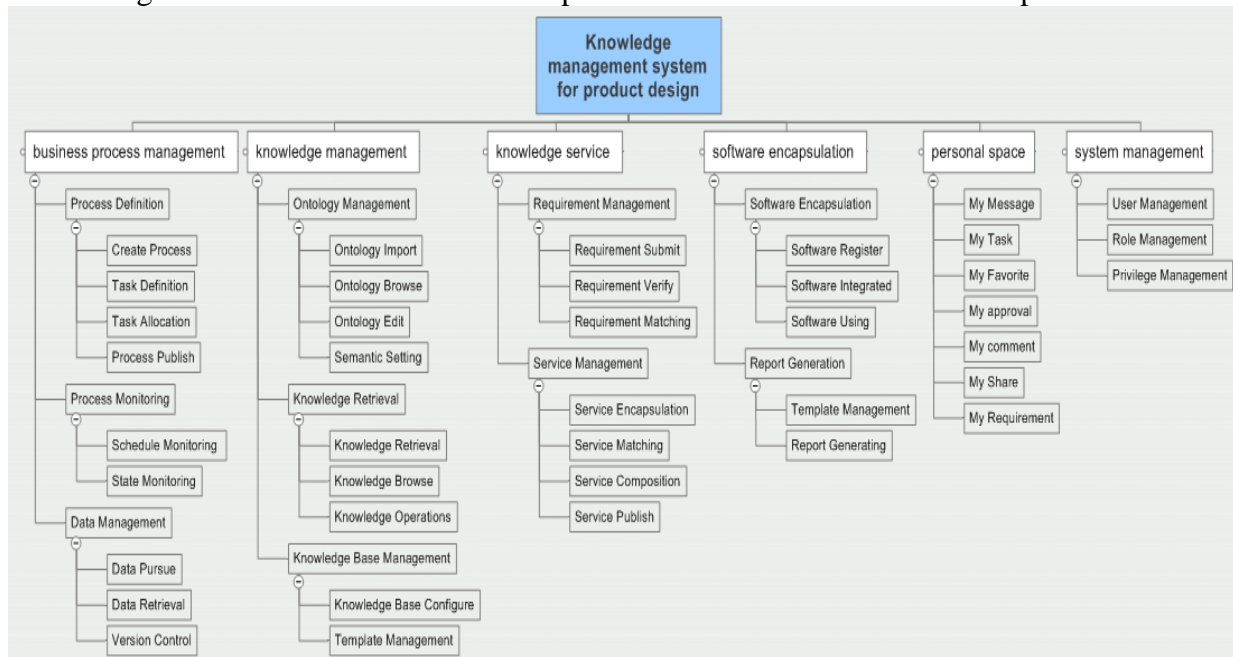 Knowledge
management system
for product design
business process management
Process Definition
Create Process
Task Definition
Task Allocation
Process Publish
Process Monitoring
Schedule Monitoring
State Monitoring
Data Management
Data Pursue
Data Retrieval
Version Control
knowledge management
Ontology Management
Ontology Import
Ontology Browse
Ontology Edit
Semantic Setting
Knowledge Retrieval
Knowledge Retrieval
Knowledge Browse
Knowledge Operations
Knowledge Base Management
Knowledge Base Configure
Template Management
knowledge service
Requirement Management
Requirement Submit
Requirement Verify
Requirement Matching
Service Management
Service Encapsulation
Service Matching
Service Composition
Service Publish
software encapsulation
Software Encapsulation
Software Register
Software Integrated
Software Using
Report Generation
Template Management
Report Generating
personal space
My Message
My Task
My Favorite
My approval
My comment
My Share
My Requirement
system management
User Management
Role Management
Privilege Management